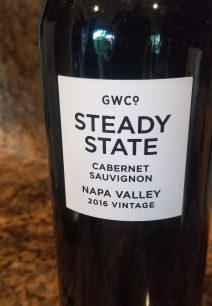 GWCº
STEADY
STATE
CABERNET
SAUVIGNON
NAPA VALLEY
2016 VINTAGE